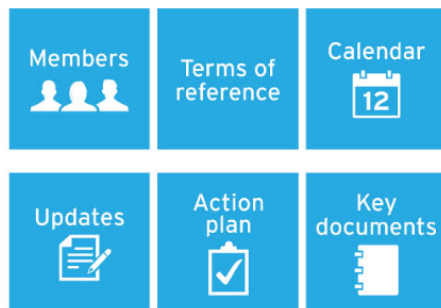 Members
Terms of
reference
Calendar
12
Updates
Action
plan
Key
documents